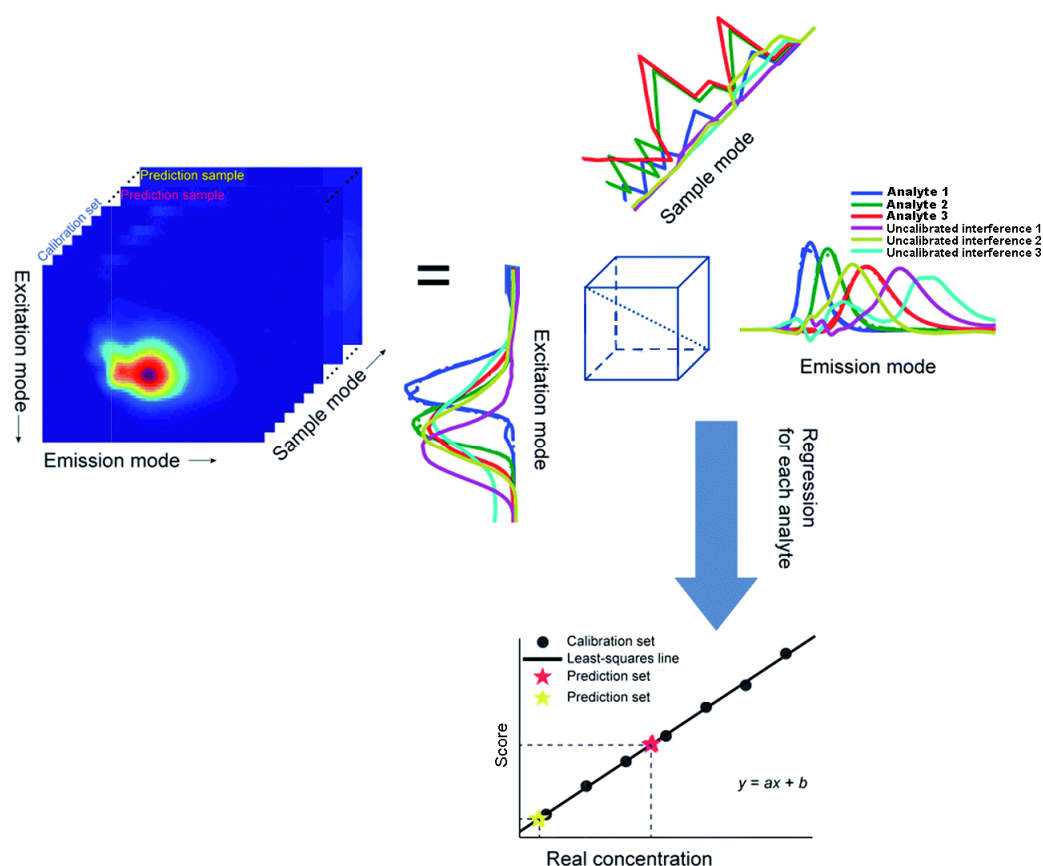 Prediction sample
Prediction sample
Calibration set
Excitation mode
Emission mode
Sample mode
=
Excitation mode
Sample mode
Analyte 1
Analyte 2
Analyte 3
Uncalibrated interference 1
Uncalibrated interference 2
Uncalibrated interference 3
Emission mode
Regression
for each analyte
Calibration set
Least-squares line
Prediction set
Prediction set
Score
y = ax + b
Real concentration